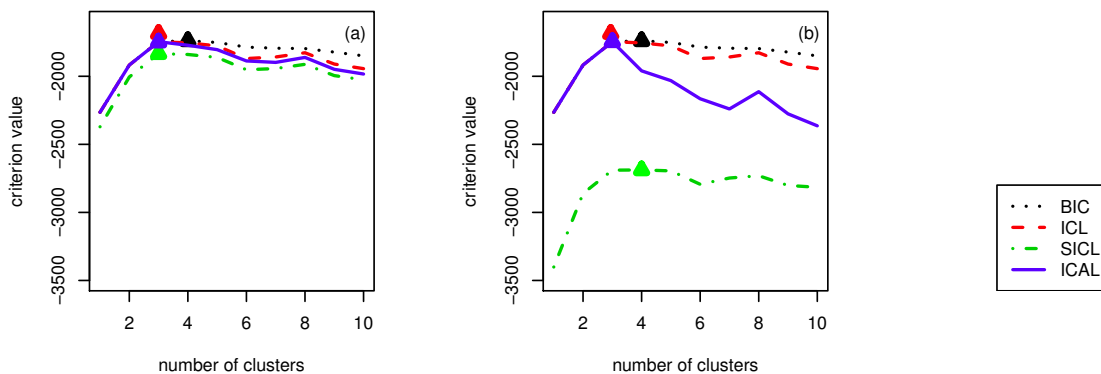 (a)
criterion value
−2000
−2500
−3000
−3500
2 4 6 8 10
number of clusters
(b)
criterion value
−2000
−2500
−3000
−3500
2 4 6 8 10
number of clusters
BIC
ICL
SICL
ICAL